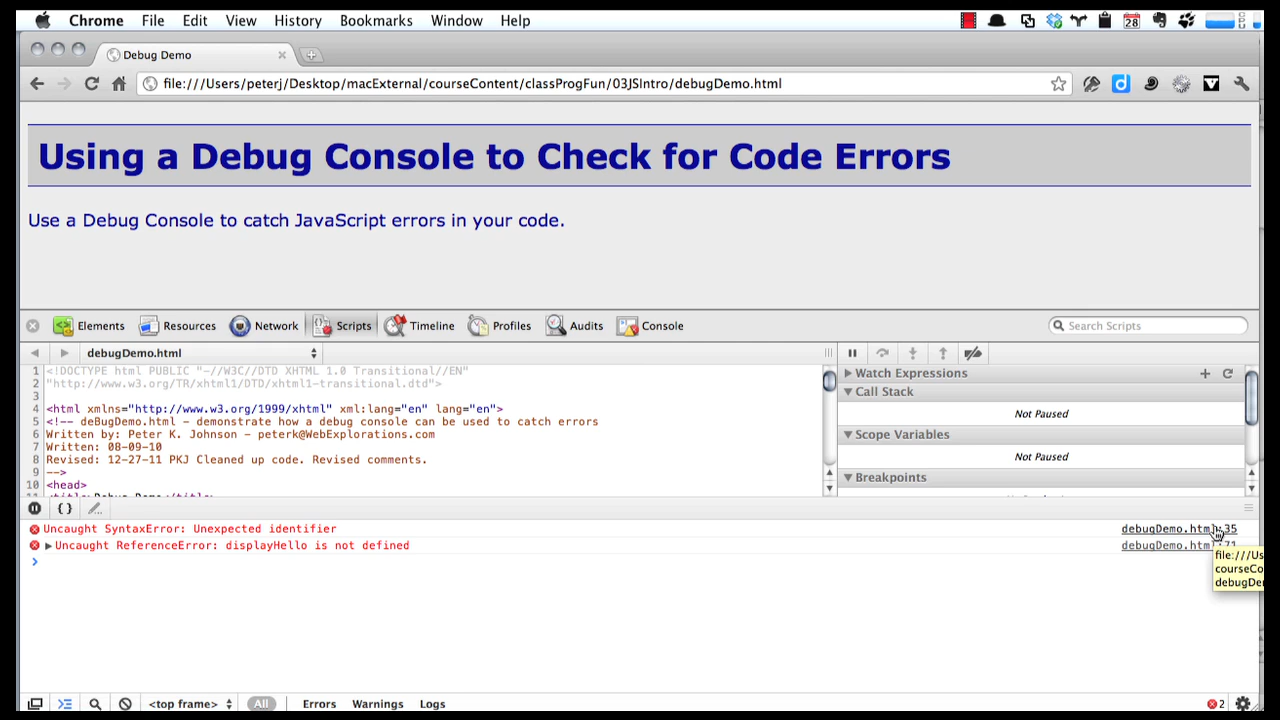 Chrome File Edit View History Bookmarks Window Help 28
Debug Demo
file:///Users/peterj/Desktop/macExternal/courseContent/classProgFun/03JSIntro/debugDemo.html
Using a Debug Console to Check for Code Errors
Use a Debug Console to catch JavaScript errors in your code.
Elements Resources Network Scripts Timeline Profiles Audits Console Search Scripts
debugDemo.html
1 <!DOCTYPE html PUBLIC "-//W3C//DTD XHTML 1.0 Transitional//EN"
2 "http://www.w3.org/TR/xhtml1/DTD/xhtml1-transitional.dtd">
3
4 <html xmlns="http://www.w3.org/1999/xhtml" xml:lang="en" lang="en">
5 <!-- deBugDemo.html - demonstrate how a debug console can be used to catch errors
6 Written by: Peter K. Johnson - peterk@WebExplorations.com
7 Written: 08-09-10
8 Revised: 12-27-11 PKJ Cleaned up code. Revised comments.
9 -->
10 <head>
Watch Expressions
Call Stack
Not Paused
Scope Variables
Not Paused
Breakpoints
Uncaught SyntaxError: Unexpected identifier debugDemo.html:35
Uncaught ReferenceError: displayHello is not defined debugDemo.html:71
file:///Us
courseCo
debugDe
<top frame> All Errors Warnings Logs 2